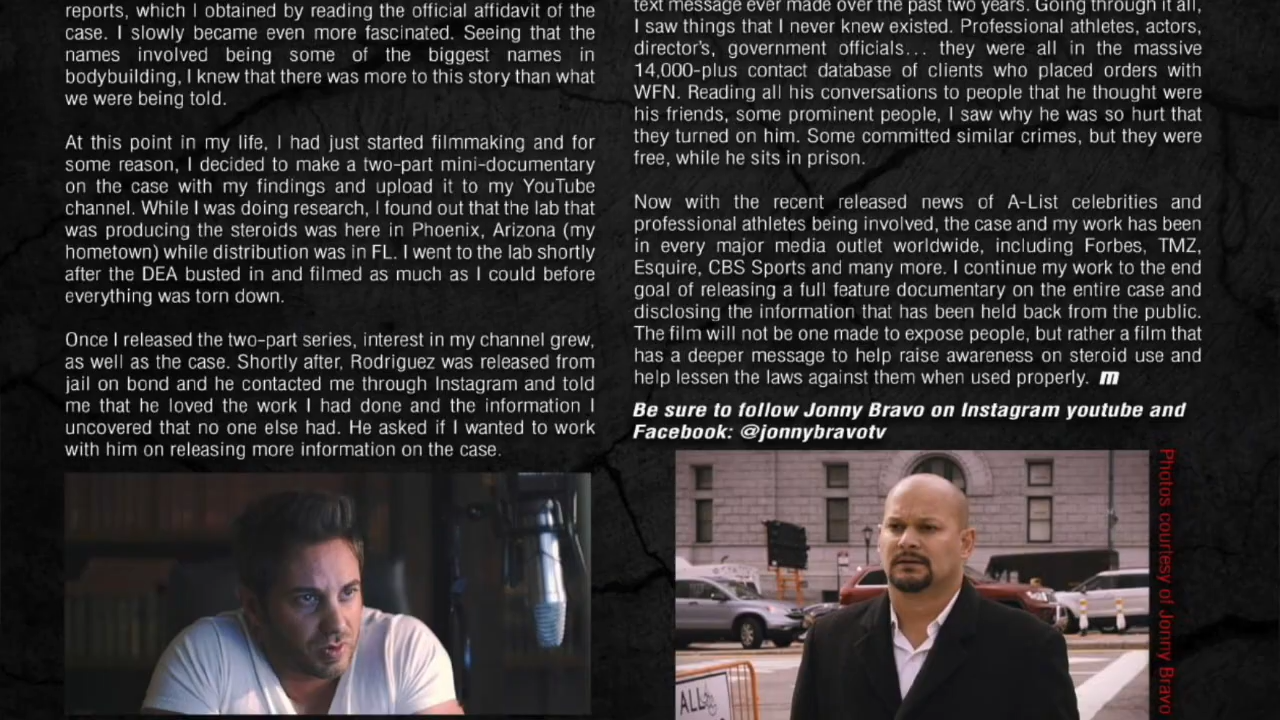 reports, which I obtained by reading the official affidavit of the
case. I slowly became even more fascinated. Seeing that the
names involved being some of the biggest names in
bodybuilding, I knew that there was more to this story than what
we were being told.
At this point in my life, I had just started filmmaking and for
some reason, I decided to make a two-part mini-documentary
on the case with my findings and upload it to my YouTube
channel. While I was doing research, I found out that the lab that
was producing the steroids was here in Phoenix, Arizona (my
hometown) while distribution was in FL. I went to the lab shortly
after the DEA busted in and filmed as much as I could before
everything was torn down.
Once I released the two-part series, interest in my channel grew,
as well as the case. Shortly after, Rodriguez was released from
jail on bond and he contacted me through Instagram and told
me that he loved the work I had done and the information I
uncovered that no one else had. He asked if I wanted to work
with him on releasing more information on the case.
text message ever made over the past two years. Going through it all,
I saw things that I never knew existed. Professional athletes, actors,
director's, government officials... they were all in the massive
14,000-plus contact database of clients who placed orders with
WFN. Reading all his conversations to people that he thought were
his friends, some prominent people, I saw why he was so hurt that
they turned on him. Some committed similar crimes, but they were
free, while he sits in prison.
Now with the recent released news of A-List celebrities and
professional athletes being involved, the case and my work has been
in every major media outlet worldwide, including Forbes, TMZ,
Esquire, CBS Sports and many more. I continue my work to the end
goal of releasing a full feature documentary on the entire case and
disclosing the information that has been held back from the public.
The film will not be one made to expose people, but rather a film that
has a deeper message to help raise awareness on steroid use and
help lessen the laws against them when used properly. m
Be sure to follow Jonny Bravo on Instagram youtube and
Facebook: @jonnybravotv
Photos courtesy of Jonny Bravo
ALL